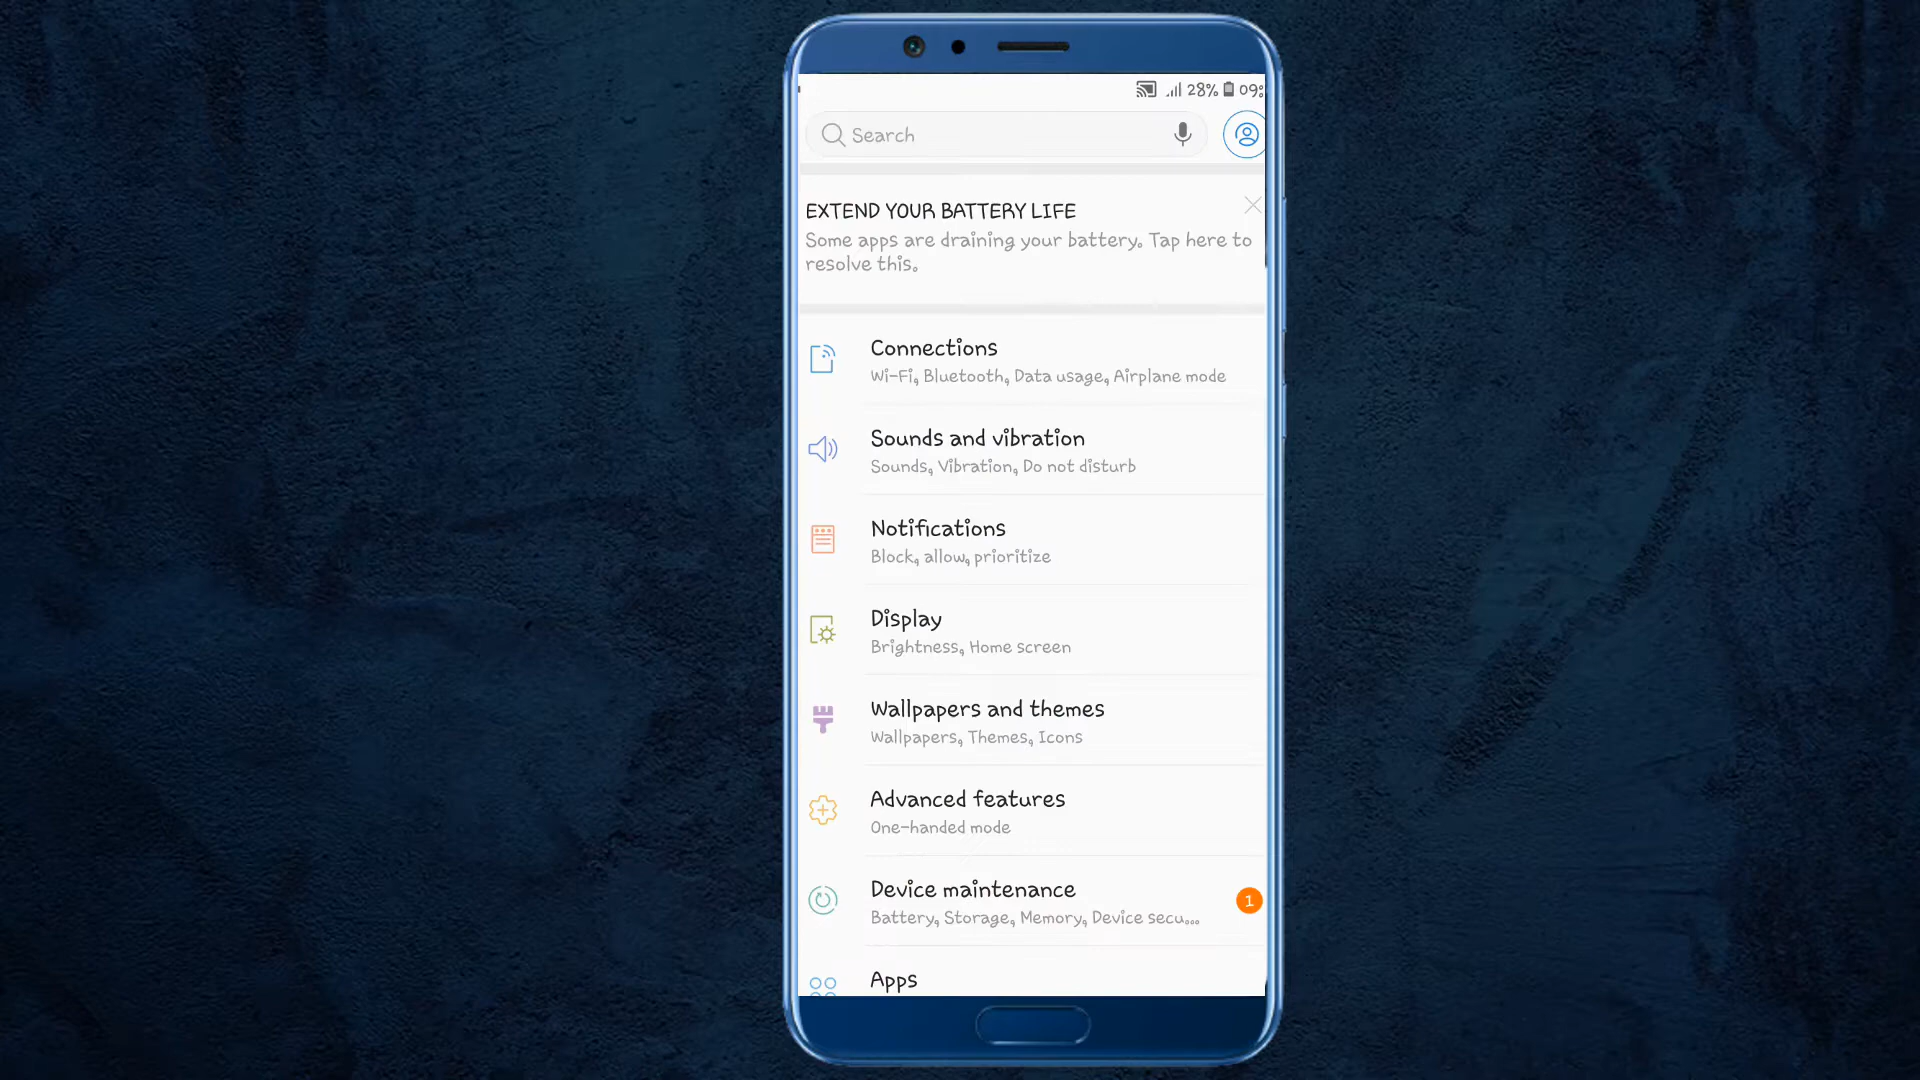 28% 09:
Search
EXTEND YOUR BATTERY LIFE
Some apps are draining your battery. Tap here to
resolve this.
Connections
Wi-Fi, Bluetooth, Data usage, Airplane mode
Sounds and vibration
Sounds, Vibration, Do not disturb
Notifications
Block, allow, prioritize
Display
Brightness, Home screen
Wallpapers and themes
Wallpapers, Themes, Icons
Advanced features
One-handed mode
Device maintenance
Battery, Storage, Memory, Device secu...
1
Apps